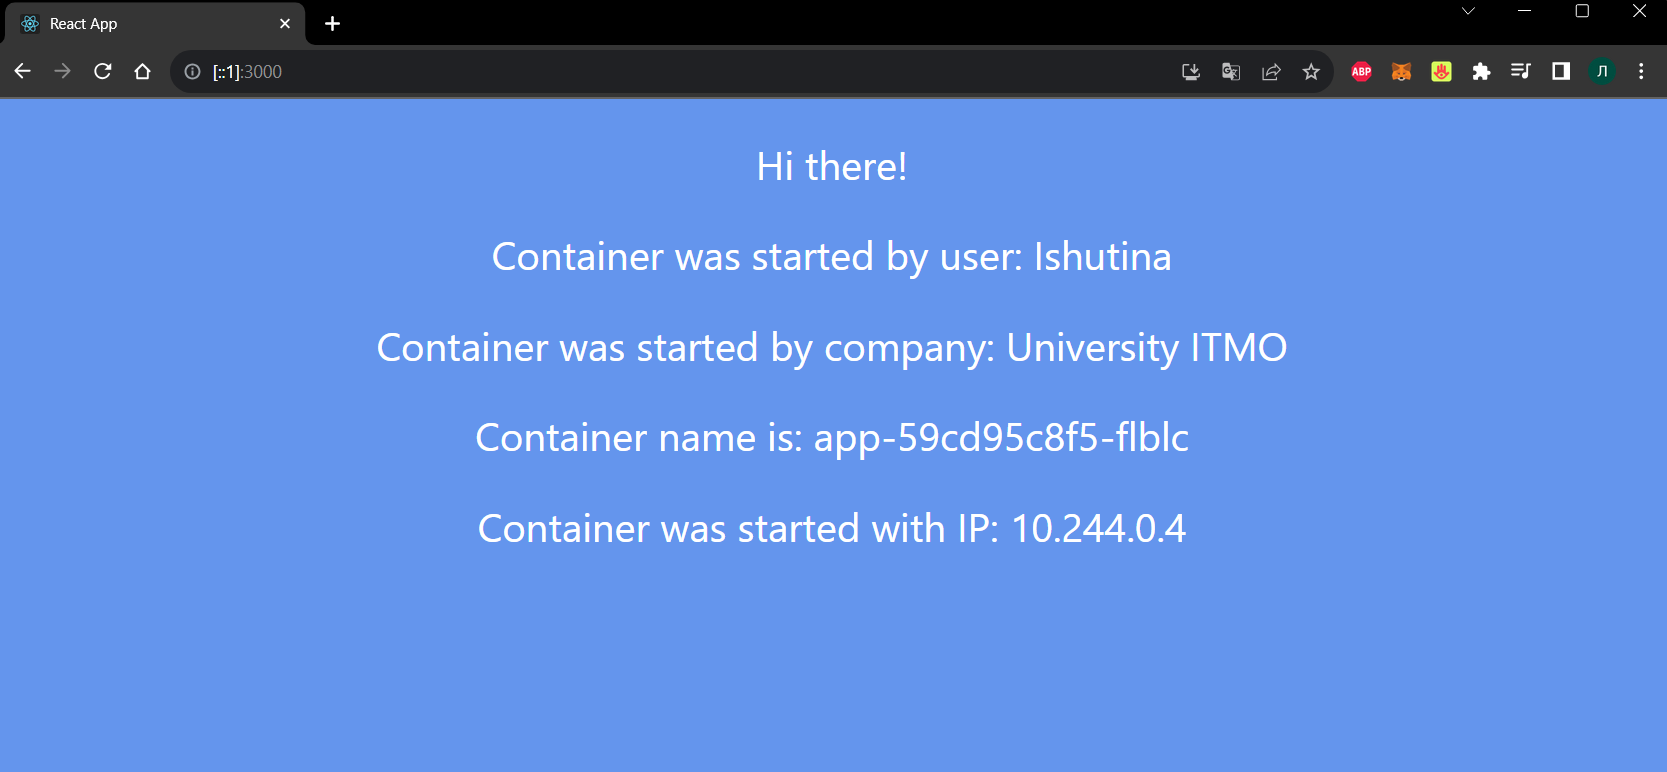 React App
[::1]:3000
ABP
Л
Hi there!
Container was started by user: Ishutina
Container was started by company: University ITMO
Container name is: app-59cd95c8f5-flblc
Container was started with IP: 10.244.0.4